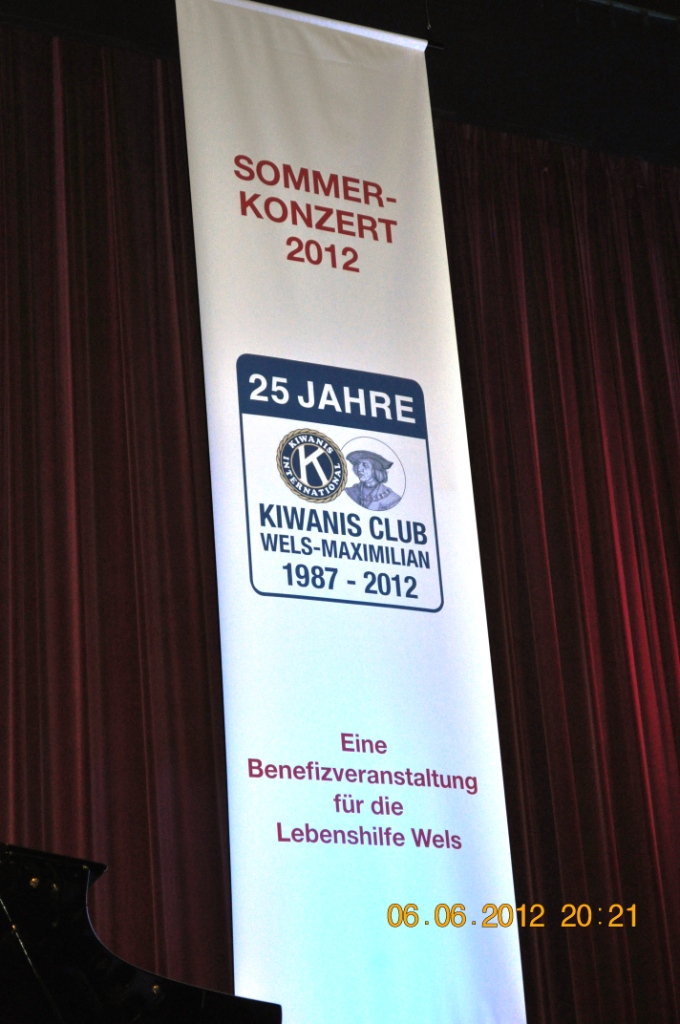 SOMMER-
KONZERT
2012
25 JAHRE
KIWANIS
K
INTERNATIONAL
KIWANIS CLUB
WELS-MAXIMILIAN
1987 - 2012
Eine
Benefizveranstaltung
für die
Lebenshilfe Wels
06.06.2012 20:21